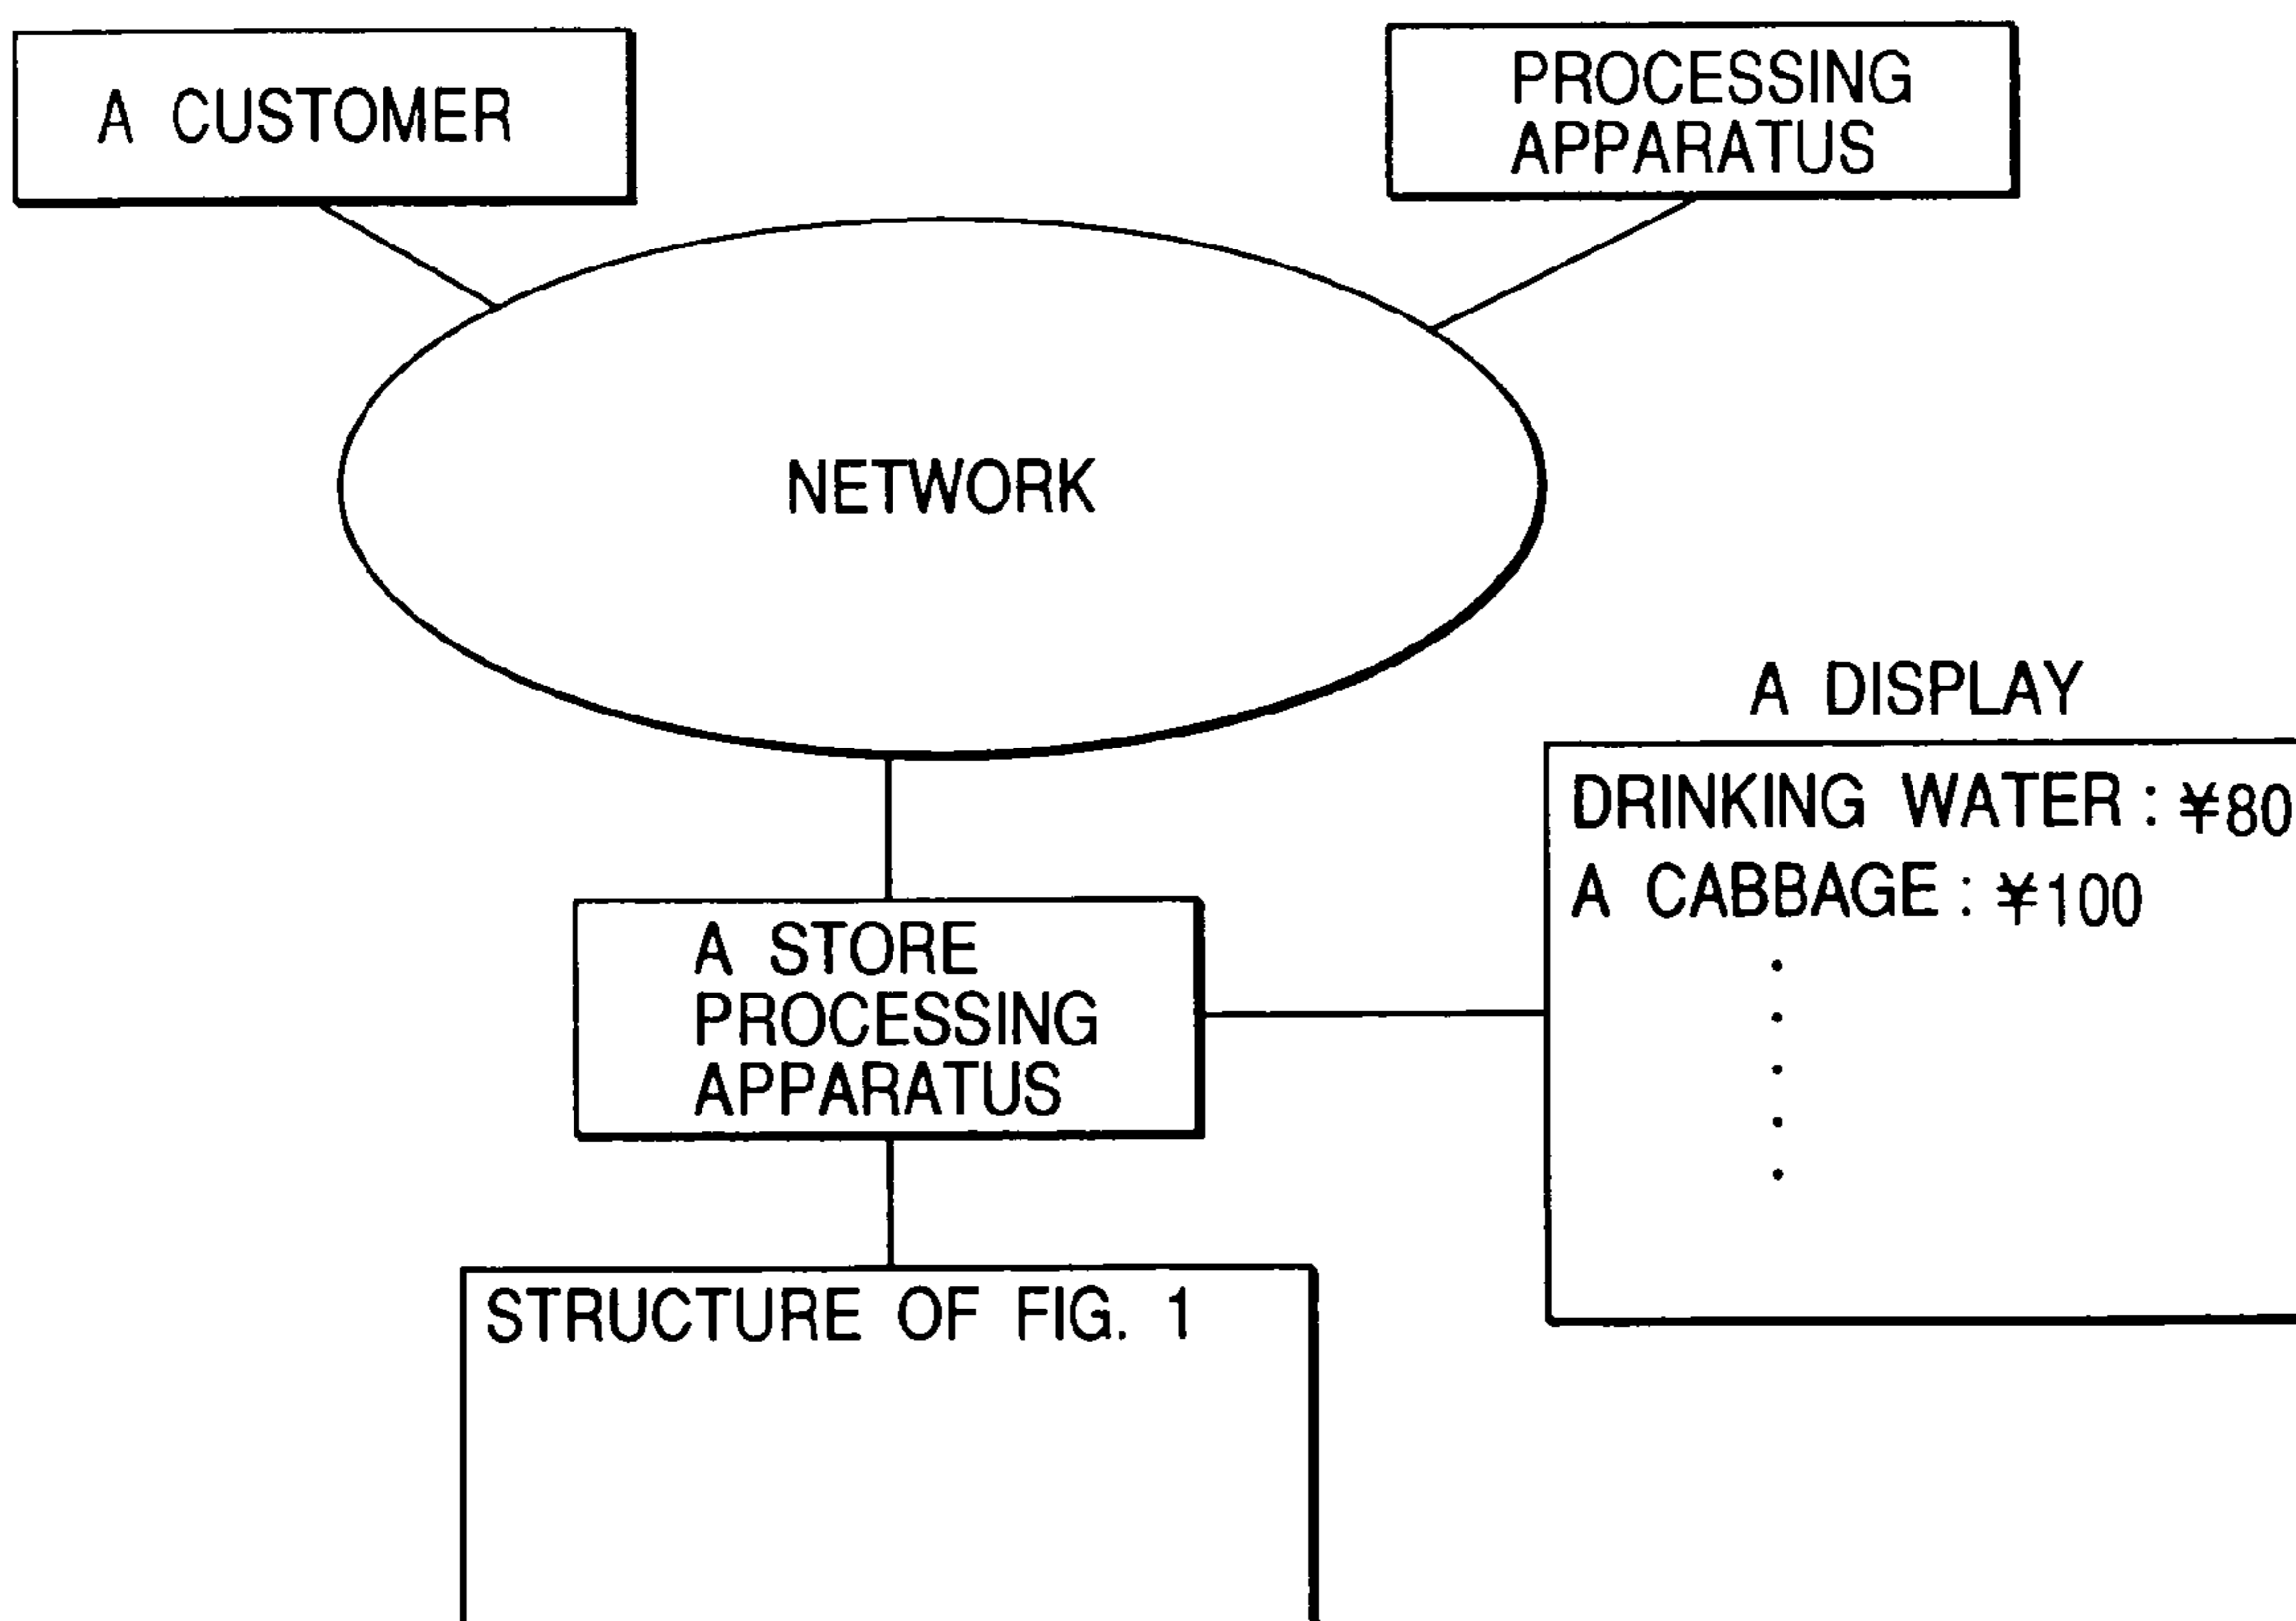 A CUSTOMER
PROCESSING
APPARATUS
NETWORK
A DISPLAY
DRINKING WATER : ¥80
A CABBAGE : ¥100
A STORE
PROCESSING
APPARATUS
STRUCTURE OF FIG. 1